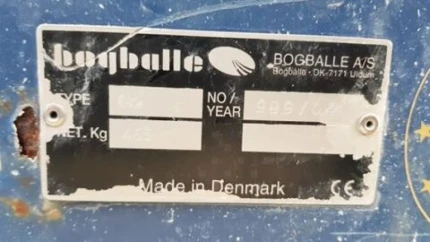 bogballe BOGBALLE A/S
Bogballe · DK-7171 Uldum
TYPE NO/
YEAR
NET. Kg
Made in Denmark CE